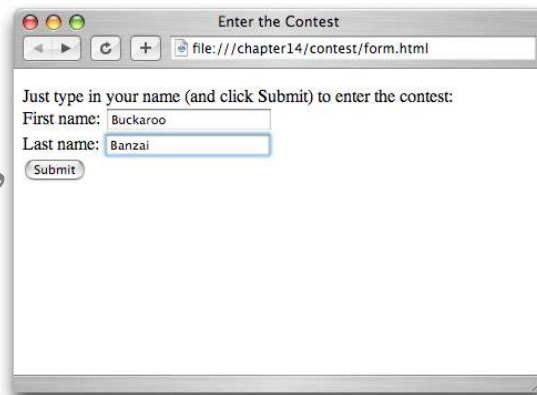 Enter the Contest
file:///chapter14/contest/form.html
Just type in your name (and click Submit) to enter the contest:
First name: Buckaroo
Last name: Banzai
Submit